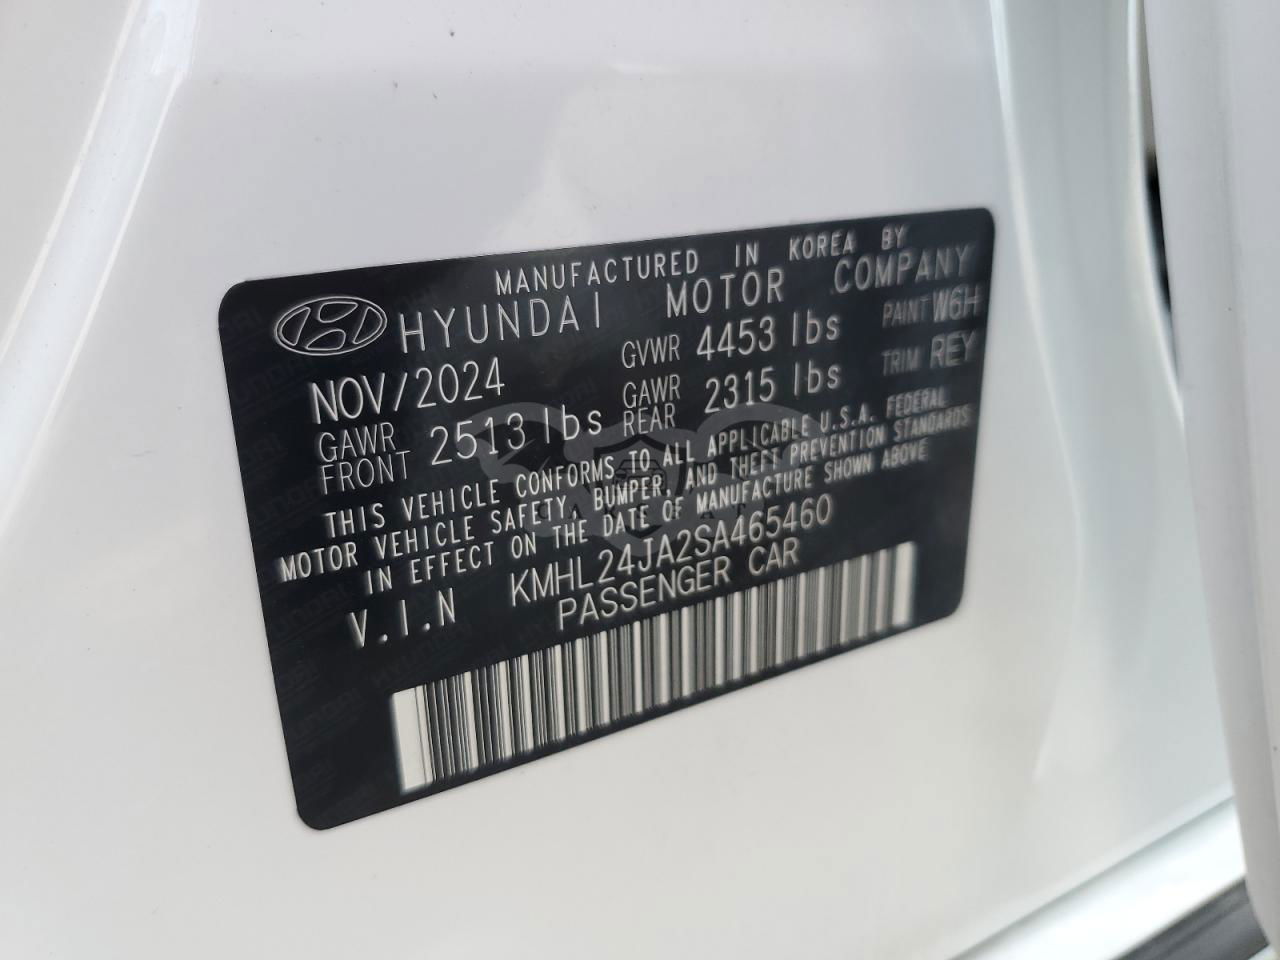 MANUFACTURED IN KOREA BY
HYUNDAI MOTOR COMPANY
NOV/2024 GVWR 4453 lbs PAINT W6H
GAWR FRONT 2513 lbs GAWR REAR 2315 lbs TRIM REY
THIS VEHICLE CONFORMS TO ALL APPLICABLE U.S.A. FEDERAL
MOTOR VEHICLE SAFETY, BUMPER, AND THEFT PREVENTION STANDARDS
IN EFFECT ON THE DATE OF MANUFACTURE SHOWN ABOVE
V.I.N KMHL24JA2SA465460
PASSENGER CAR